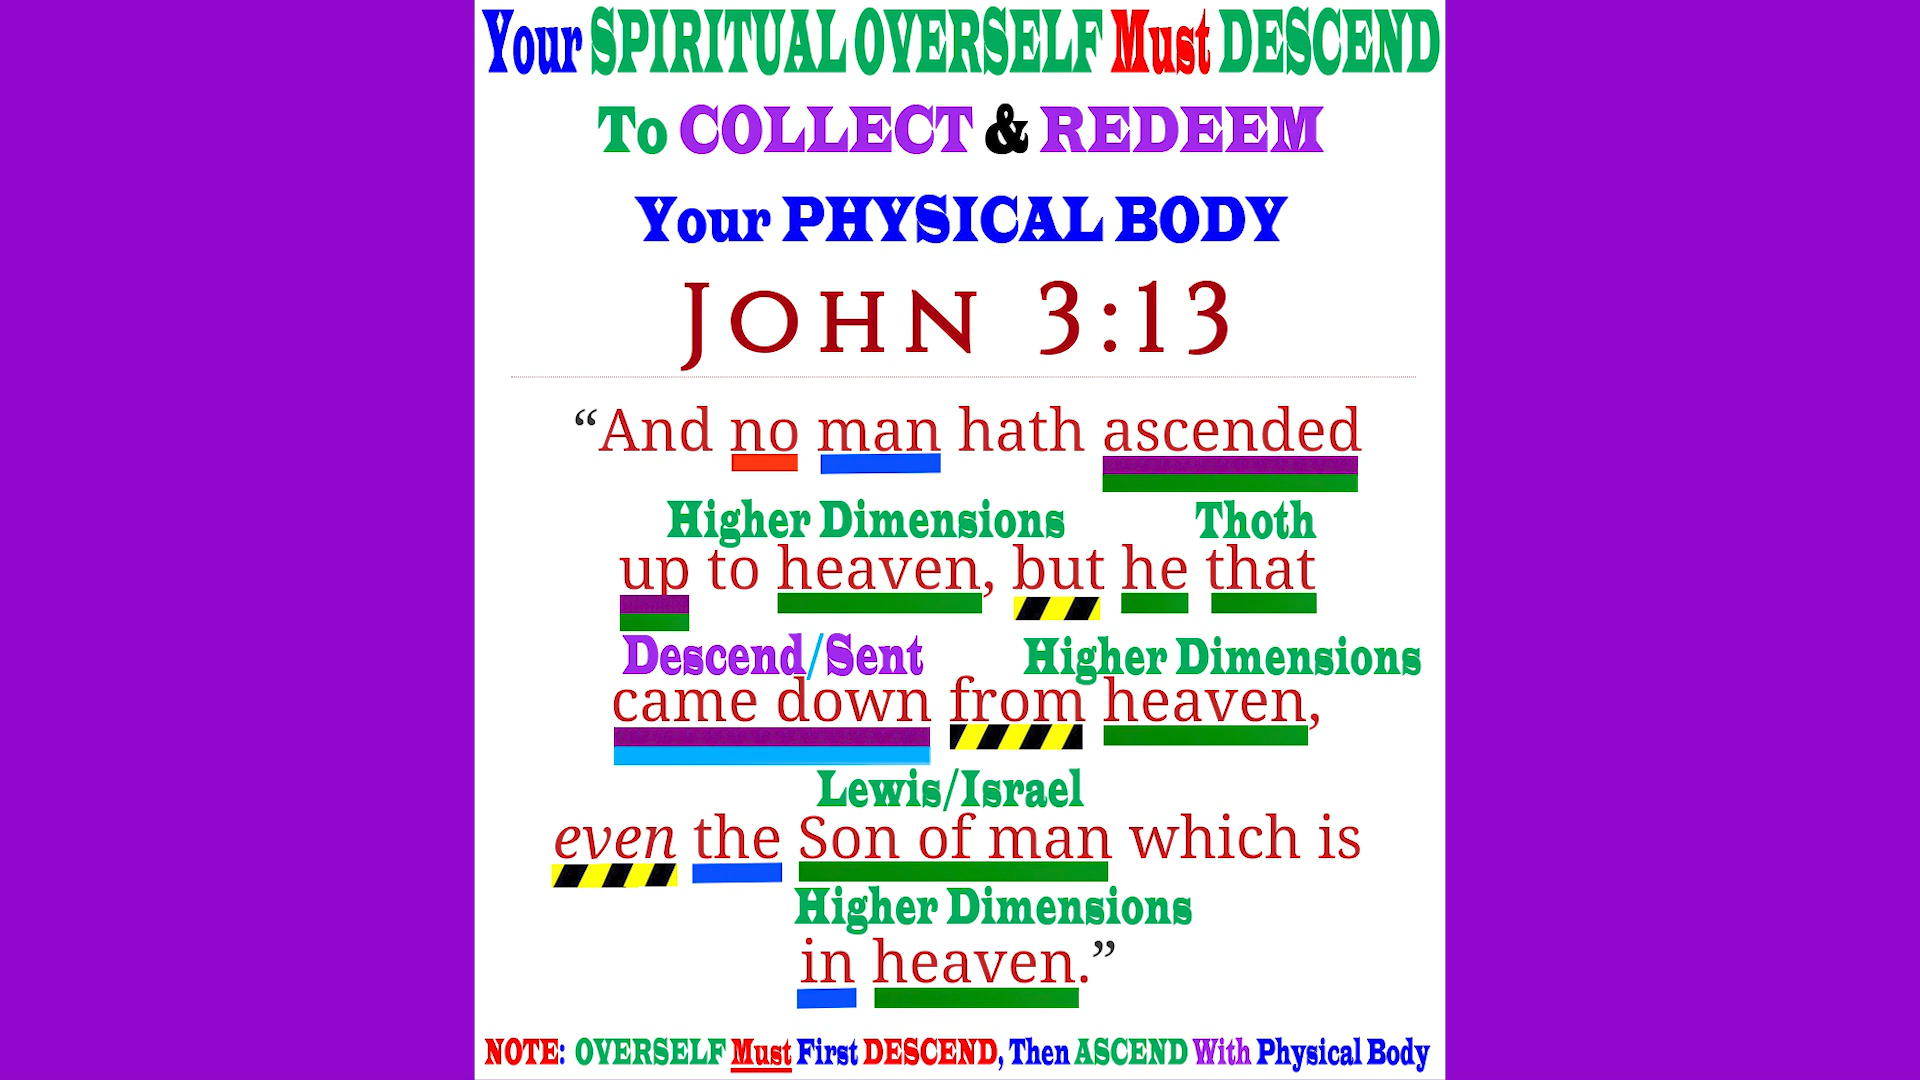 Your SPIRITUAL OVERSELF Must DESCEND
To COLLECT & REDEEM
Your PHYSICAL BODY
JOHN 3:13
“And no man hath ascended
Higher Dimensions Thoth
up to heaven, but he that
Descend/Sent Higher Dimensions
came down from heaven,
Lewis/Israel
even the Son of man which is
Higher Dimensions
in heaven.”
NOTE: OVERSELF Must First DESCEND, Then ASCEND With Physical Body